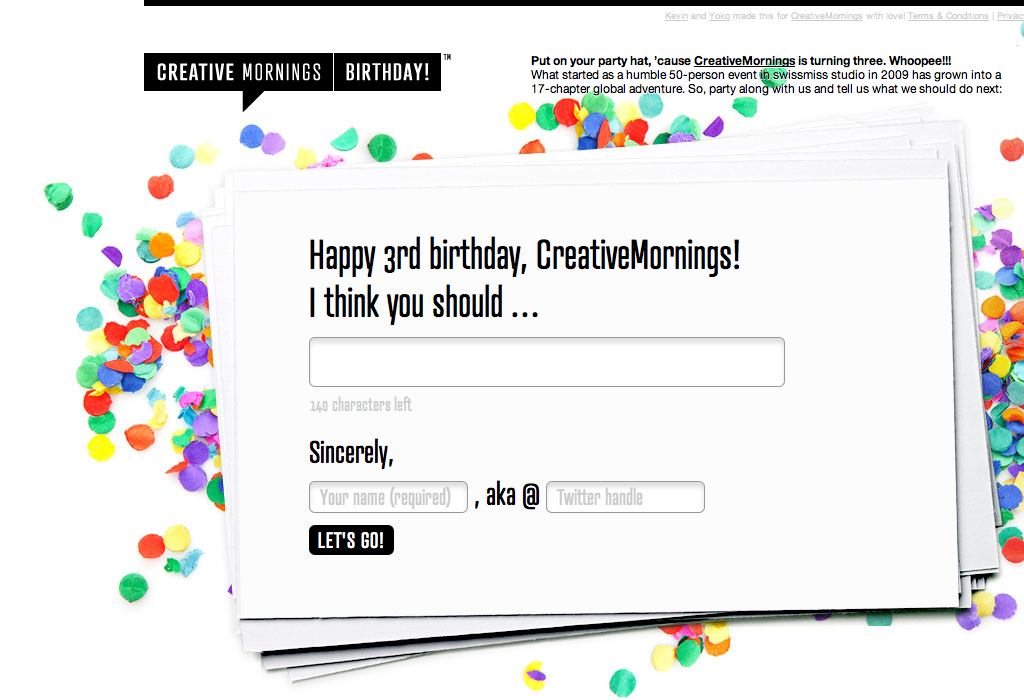 Kevin and Yoko made this for CreativeMornings with love! Terms & Conditions | Privac
CREATIVE MORNINGS BIRTHDAY! ™
Put on your party hat, 'cause CreativeMornings is turning three. Whoopee!!!
What started as a humble 50-person event in swissmiss studio in 2009 has grown into a
17-chapter global adventure. So, party along with us and tell us what we should do next:
Happy 3rd birthday, CreativeMornings!
I think you should ...
140 characters left
Sincerely,
Your name (required) , aka @ Twitter handle
LET'S GO!